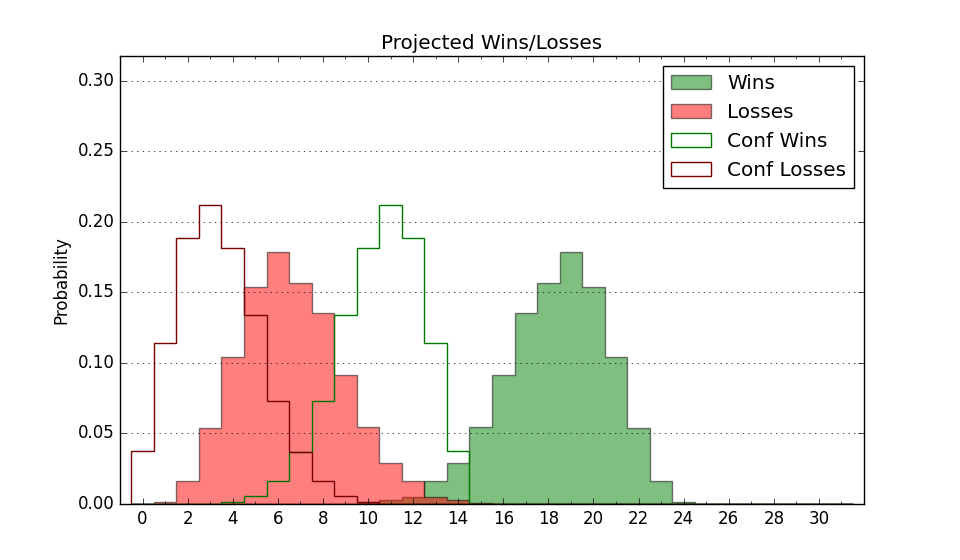 Projected Wins/Losses
Wins
Losses
Conf Wins
Conf Losses
Probability
0.30
0.25
0.20
0.15
0.10
0.05
0.00
0 2 4 6 8 10 12 14 16 18 20 22 24 26 28 30